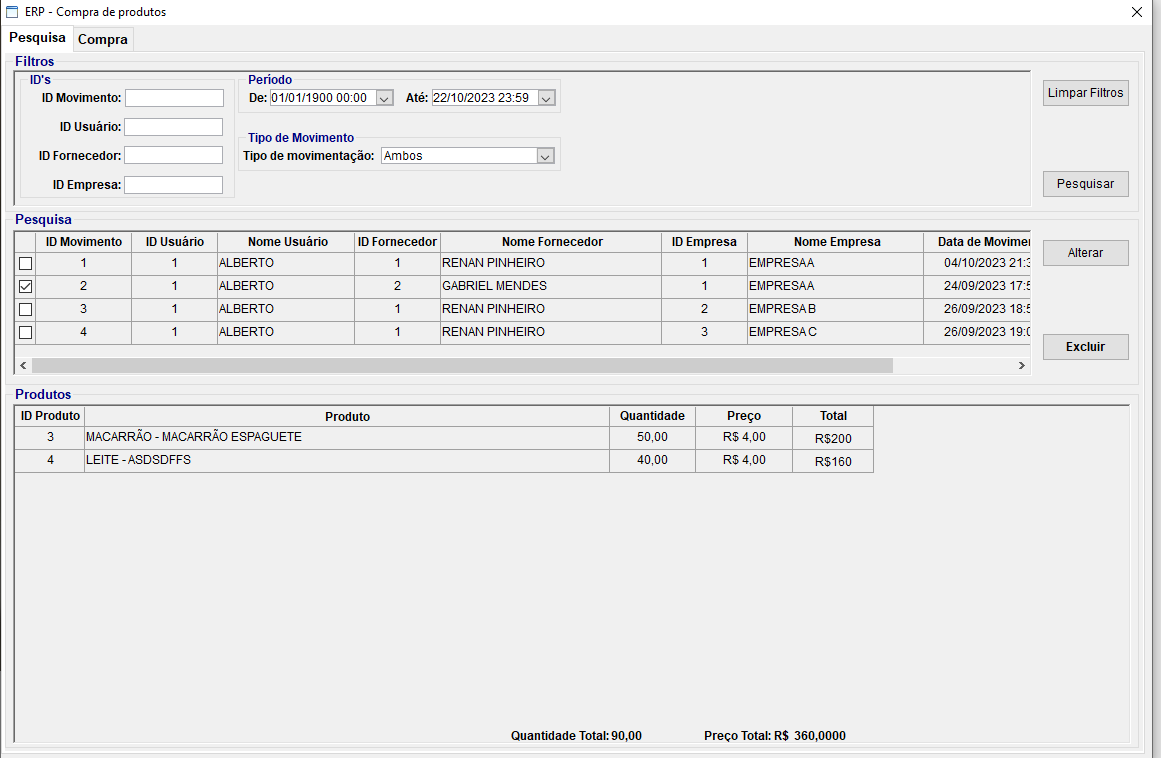 ERP - Compra de produtos
Pesquisa Compra
Filtros
ID's
ID Movimento:
ID Usuário:
ID Fornecedor:
ID Empresa:
Período
De: 01/01/1900 00:00 Até: 22/10/2023 23:59
Tipo de Movimento
Tipo de movimentação: Ambos
Limpar Filtros
Pesquisar
Pesquisa
ID Movimento ID Usuário Nome Usuário ID Fornecedor Nome Fornecedor ID Empresa Nome Empresa Data de Movimen
1 1 ALBERTO 1 RENAN PINHEIRO 1 EMPRESA A 04/10/2023 21:3
2 1 ALBERTO 2 GABRIEL MENDES 1 EMPRESA A 24/09/2023 17:5
3 1 ALBERTO 1 RENAN PINHEIRO 2 EMPRESA B 26/09/2023 18:5
4 1 ALBERTO 1 RENAN PINHEIRO 3 EMPRESA C 26/09/2023 19:0
Alterar
Excluir
Produtos
ID Produto Produto Quantidade Preço Total
3 MACARRÃO - MACARRÃO ESPAGUETE 50,00 R$ 4,00 R$200
4 LEITE - ASDSDFFS 40,00 R$ 4,00 R$160
Quantidade Total: 90,00 Preço Total: R$ 360,0000